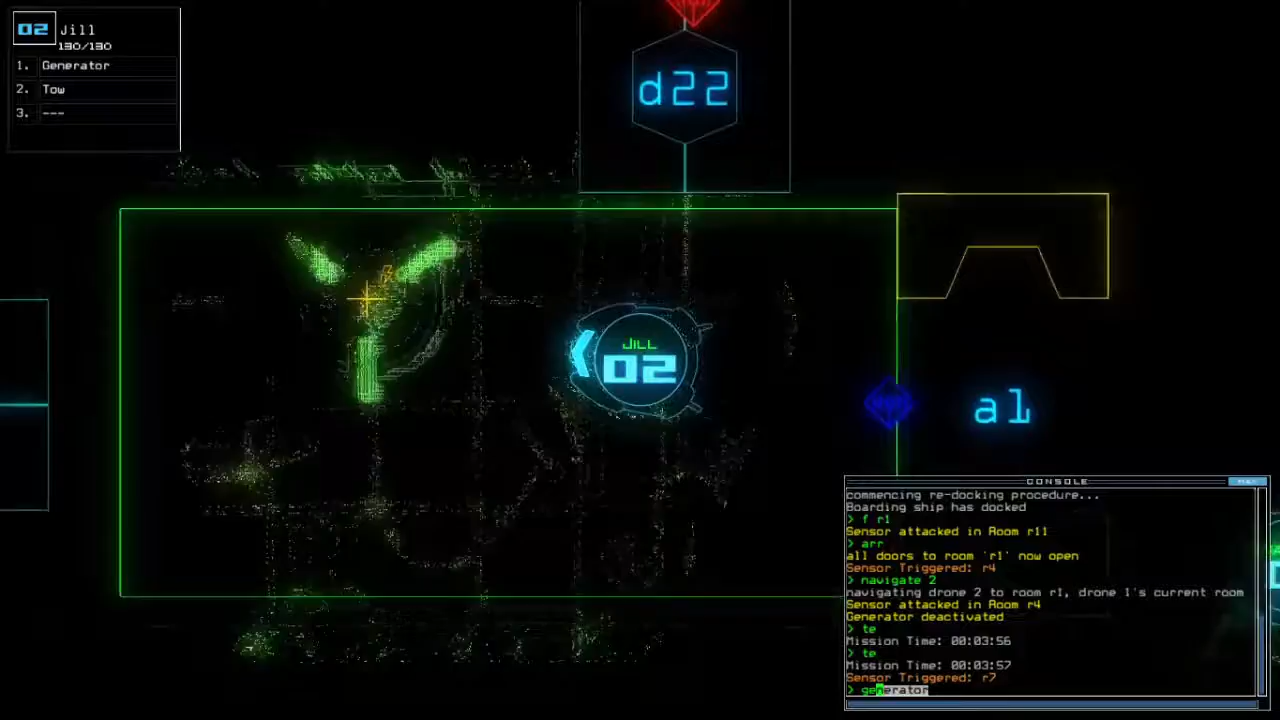 02 Jill
130/130
1. Generator
2. Tow
3. ---
d22
JILL
02
a1
CONSOLE
commencing re-docking procedure...
Boarding ship has docked
> f r1
Sensor attacked in Room r11
> arr
all doors to room 'r1' now open
Sensor Triggered: r4
> navigate 2
navigating drone 2 to room r1, drone 1's current room
Sensor attacked in Room r4
Generator deactivated
> te
Mission Time: 00:03:56
> te
Mission Time: 00:03:57
Sensor Triggered: r7
> generator